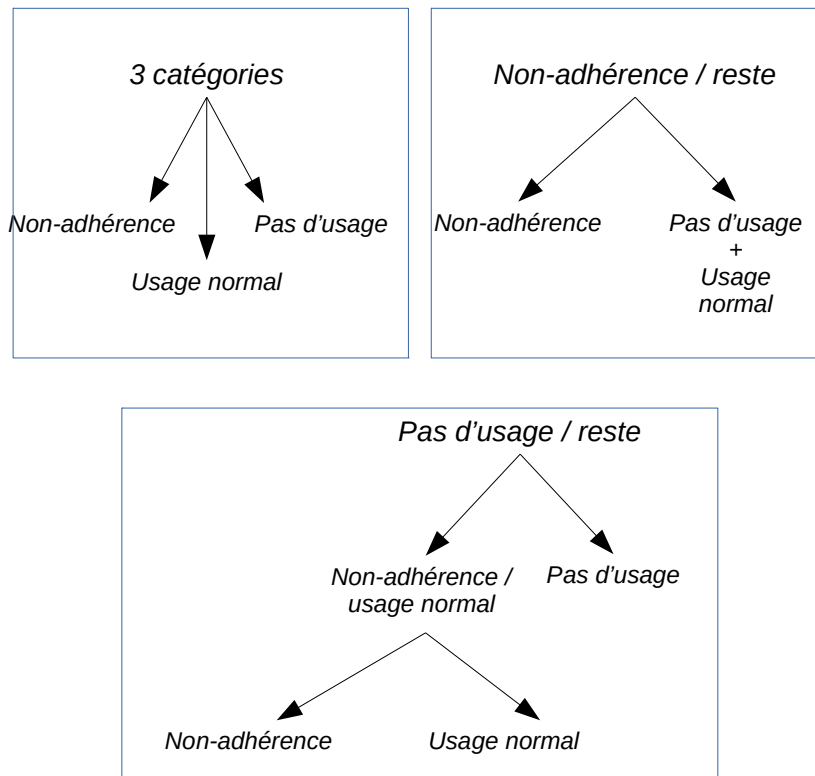 3 catégories
Non-adhérence
Pas d’usage
Usage normal
Non-adhérence / reste
Non-adhérence
Pas d’usage
+
Usage
normal
Pas d’usage / reste
Non-adhérence /
usage normal
Pas d’usage
Non-adhérence
Usage normal